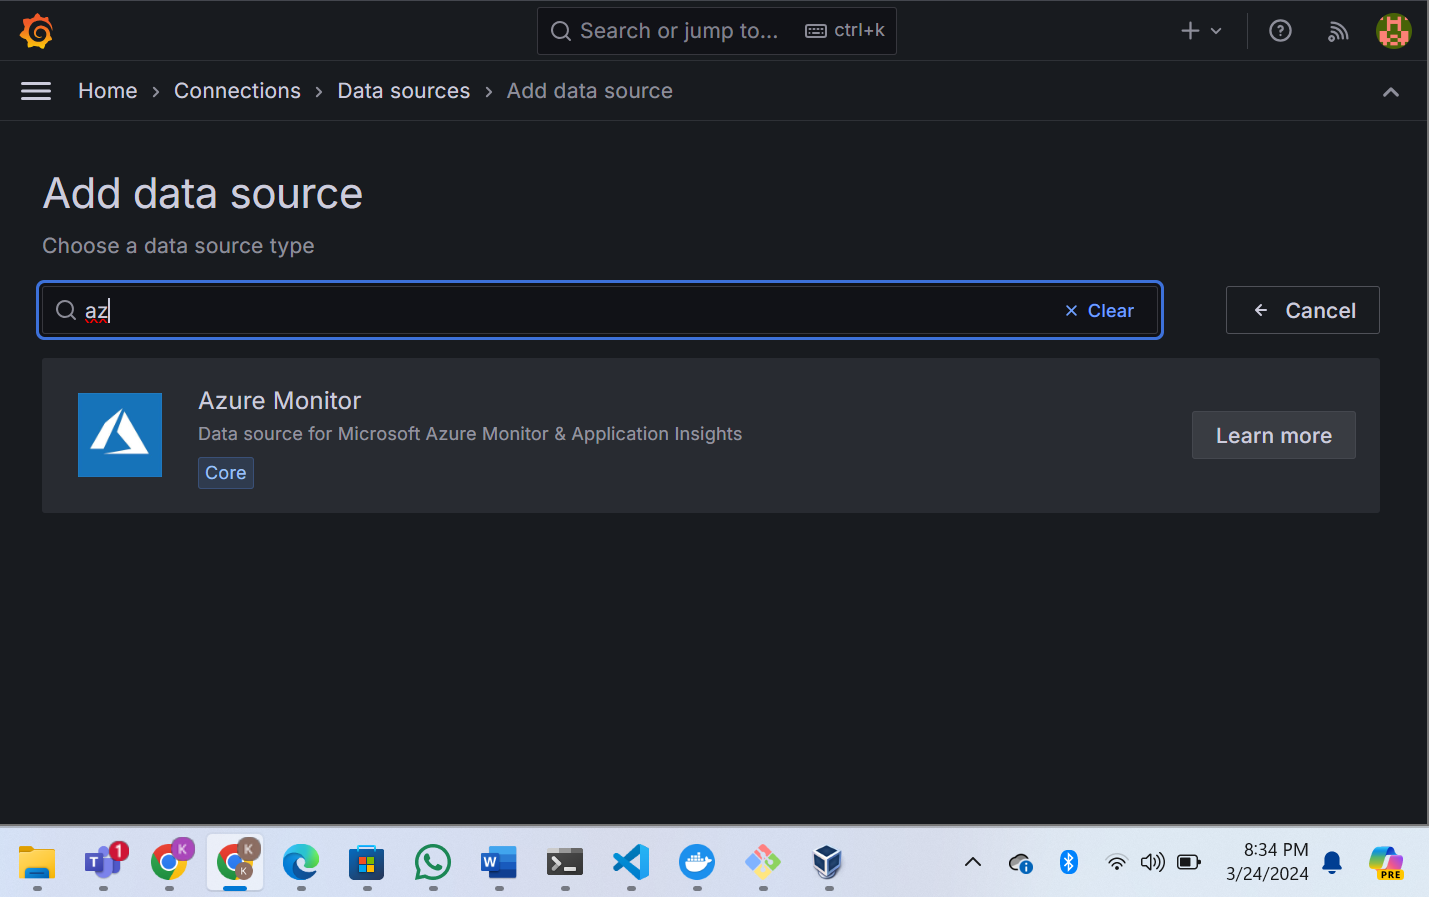 Search or jump to... ctrl+k
Home › Connections › Data sources › Add data source
Add data source
Choose a data source type
az
Clear
Cancel
Azure Monitor
Data source for Microsoft Azure Monitor & Application Insights
Core
Learn more
T
1
K
K
K
W
8:34 PM
3/24/2024
PRE